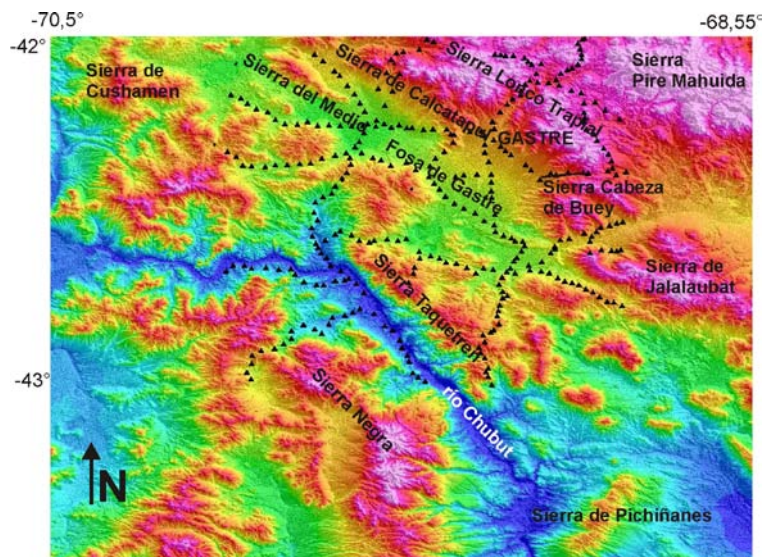 -70,5°
-68,55°
-42°
Sierra de
Cushamen
Sierra del Medio
Sierra de Calcatapul
Sierra Lonco Trapial
Sierra
Pire Mahuida
GASTRE
Fosa de Gastre
Sierra Cabeza
de Buey
Sierra Taquetren
Sierra de
Jalalaubat
-43°
Sierra Negra
río Chubut
N
Sierra de Pichiñanes